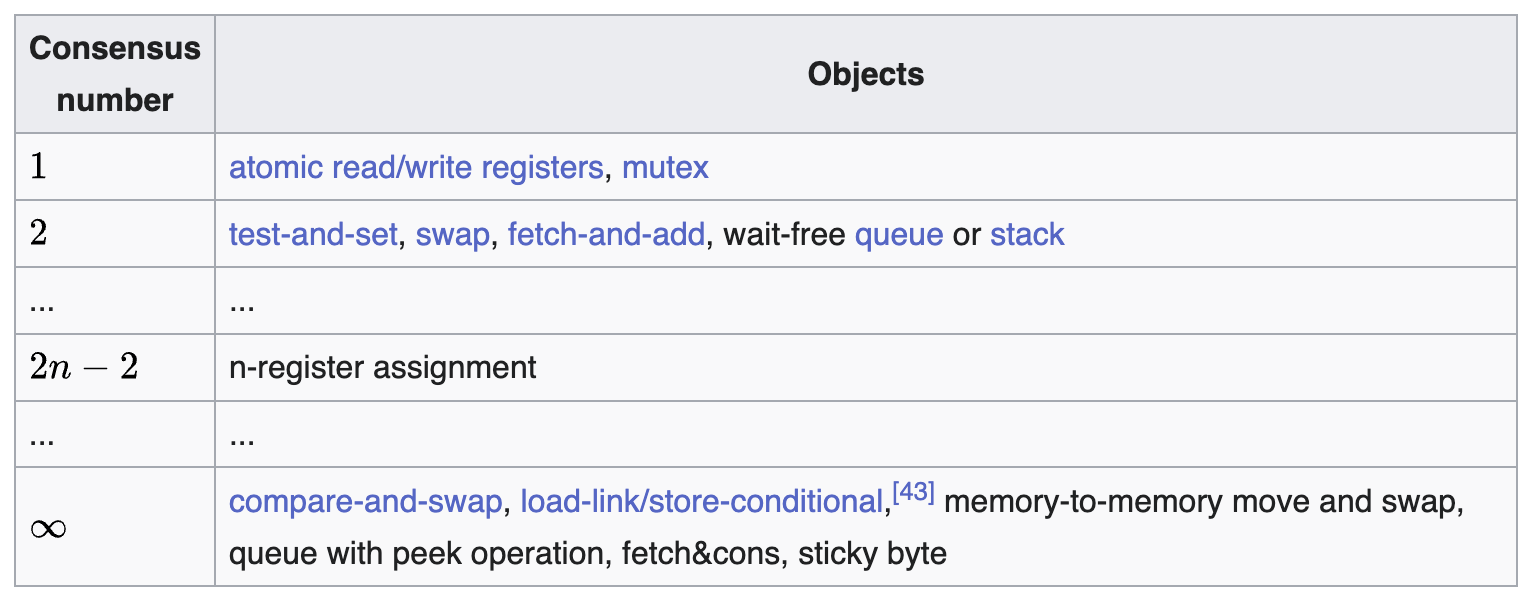 Consensus
number
Objects
1
atomic read/write registers, mutex
2
test-and-set, swap, fetch-and-add, wait-free queue or stack
...
...
2n − 2
n-register assignment
...
...
∞
compare-and-swap, load-link/store-conditional,[43] memory-to-memory move and swap,
queue with peek operation, fetch&cons, sticky byte